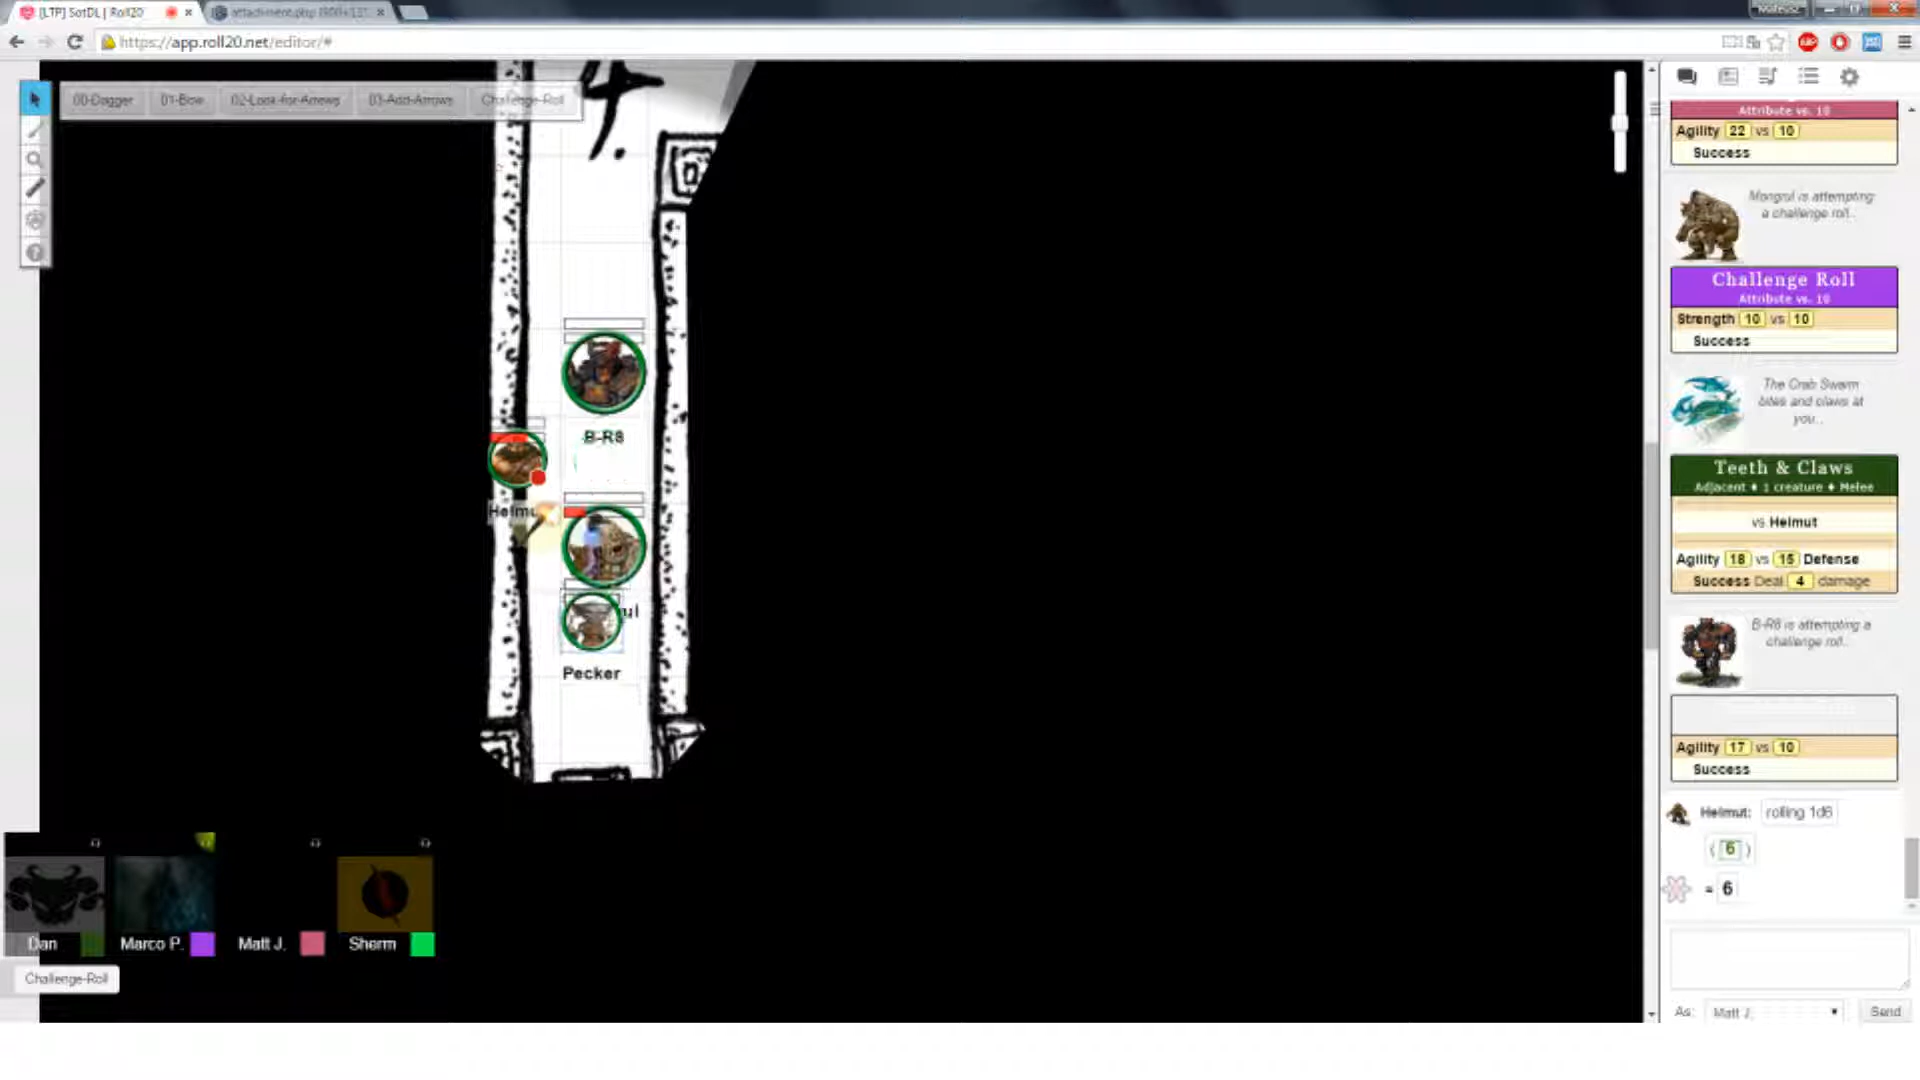 [LTP] SotDL | Roll20
Mateusz
https://app.roll20.net/editor/#
00-Dagger
01-Bow
02-Look-for-Arrows
03-Add-Arrows
Challenge-Roll
4.
B-R8
Helmu
ul
Pecker
Dan
Marco P.
Matt J.
Sherm
Challenge-Roll
Attribute vs. 10
Agility 22 vs 10
Success
Mongrul is attempting
a challenge roll..
Challenge Roll
Attribute vs. 10
Strength 10 vs 10
Success
The Crab Swarm
bites and claws at
you..
Teeth & Claws
Adjacent ♦ 1 creature ♦ Melee
vs Helmut
Agility 18 vs 15 Defense
Success Deal 4 damage
B-R8 is attempting a
challenge roll..
Agility 17 vs 10
Success
Helmut: rolling 1d6
(6)
= 6
As: Matt J.
Send